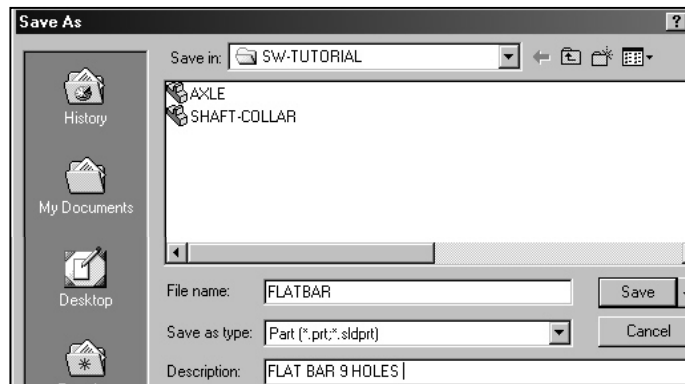 Save As
?
Save in: SW-TUTORIAL
AXLE
SHAFT-COLLAR
History
My Documents
Desktop
File name: FLATBAR
Save
Save as type: Part (*.prt;*.sldprt)
Cancel
Description: FLAT BAR 9 HOLES